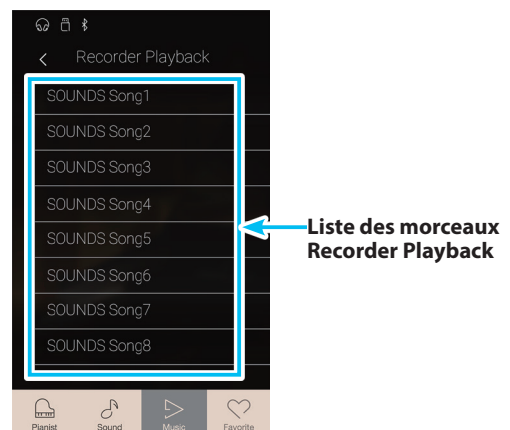 Recorder Playback
SOUNDS Song1
SOUNDS Song2
SOUNDS Song3
SOUNDS Song4
SOUNDS Song5
SOUNDS Song6
SOUNDS Song7
SOUNDS Song8
Liste des morceaux
Recorder Playback
Pianist Sound Music Favorite